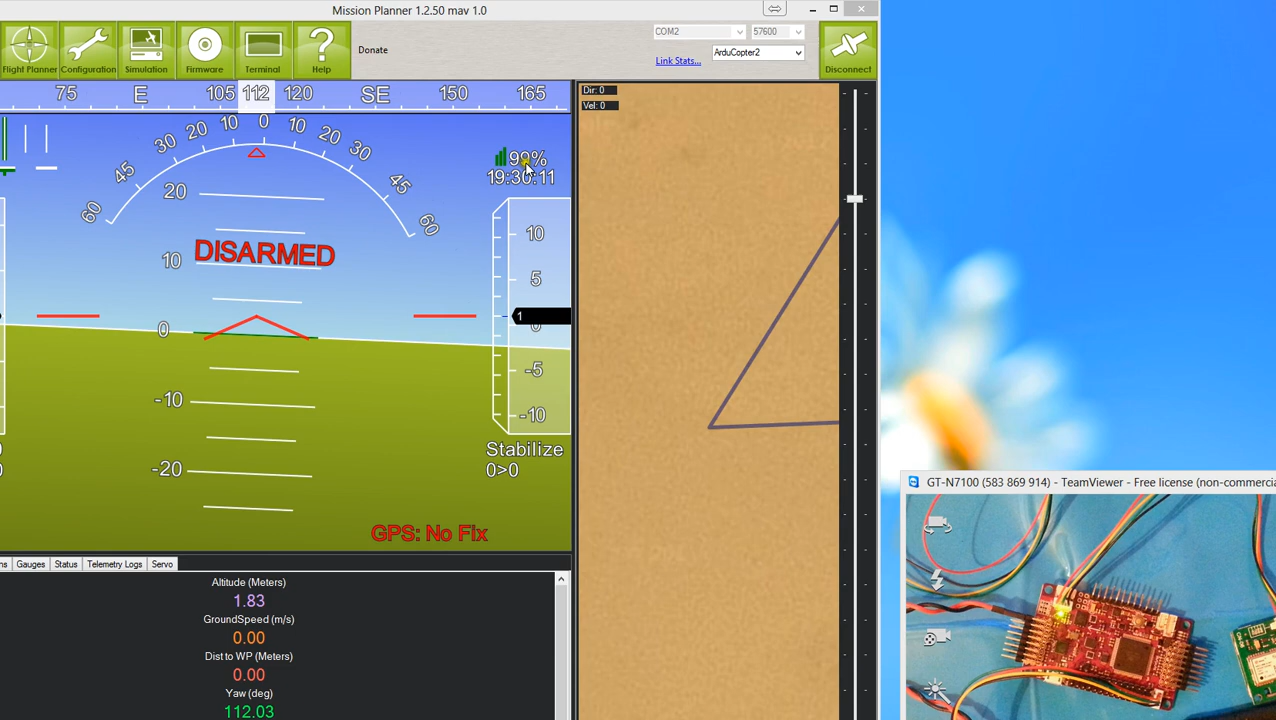 Mission Planner 1.2.50 mav 1.0
Flight Planner
Configuration
Simulation
Firmware
Terminal
Help
Donate
COM2
57600
Link Stats...
ArduCopter2
Disconnect
75 E 105 112 120 SE 150 165
60 45 30 20 10 0 10 20 30 45 60
99%
19:30:11
20
DISARMED
10
0
-10
-20
10
5
1
0
-5
-10
Stabilize
0>0
GPS: No Fix
Dir: 0
Vel: 0
ns Gauges Status Telemetry Logs Servo
Altitude (Meters)
1.83
GroundSpeed (m/s)
0.00
Dist to WP (Meters)
0.00
Yaw (deg)
112.03
GT-N7100 (583 869 914) - TeamViewer - Free license (non-commercia